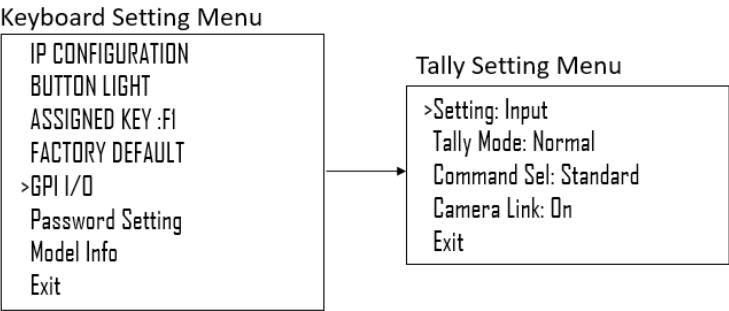 Keyboard Setting Menu
IP CONFIGURATION
BUTTON LIGHT
ASSIGNED KEY :F1
FACTORY DEFAULT
>GPI I/O
Password Setting
Model Info
Exit
Tally Setting Menu
>Setting: Input
Tally Mode: Normal
Command Sel: Standard
Camera Link: On
Exit